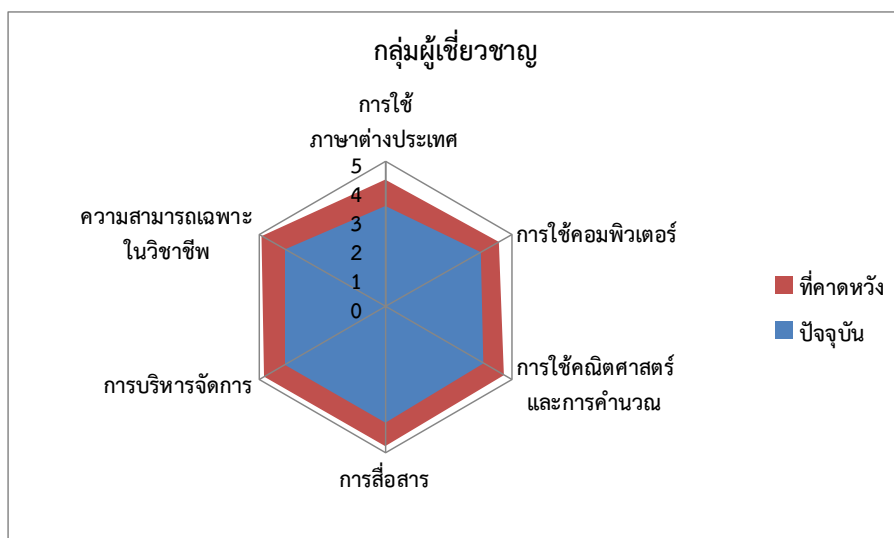 กลุ่มผู้เชี่ยวชาญ
การใช้
ภาษาต่างประเทศ
5
4
3
2
1
0
การใช้คอมพิวเตอร์
การใช้คณิตศาสตร์
และการคำนวณ
การสื่อสาร
การบริหารจัดการ
ความสามารถเฉพาะ
ในวิชาชีพ
ที่คาดหวัง
ปัจจุบัน